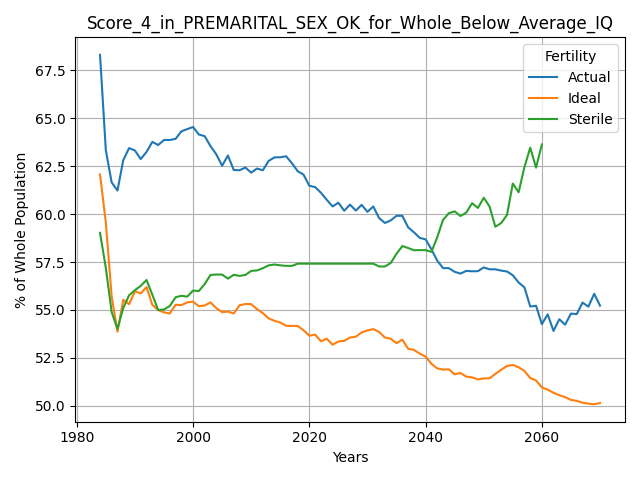 Score_4_in_PREMARITAL_SEX_OK_for_Whole_Below_Average_IQ
Fertility
Actual
Ideal
Sterile
% of Whole Population
67.5
65.0
62.5
60.0
57.5
55.0
52.5
50.0
1980 2000 2020 2040 2060
Years